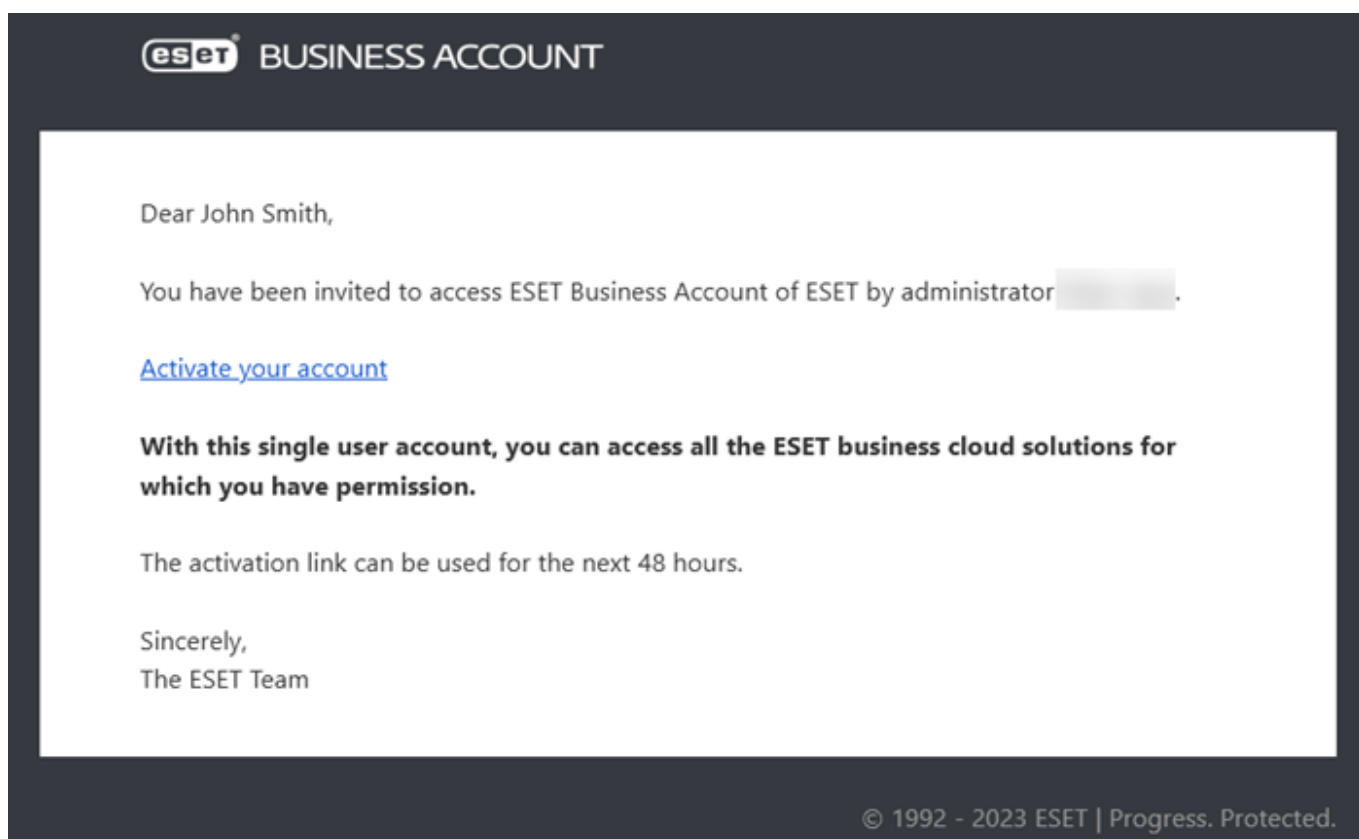 eset® BUSINESS ACCOUNT
Dear John Smith,
You have been invited to access ESET Business Account of ESET by administrator .
Activate your account
With this single user account, you can access all the ESET business cloud solutions for
which you have permission.
The activation link can be used for the next 48 hours.
Sincerely,
The ESET Team
© 1992 - 2023 ESET | Progress. Protected.